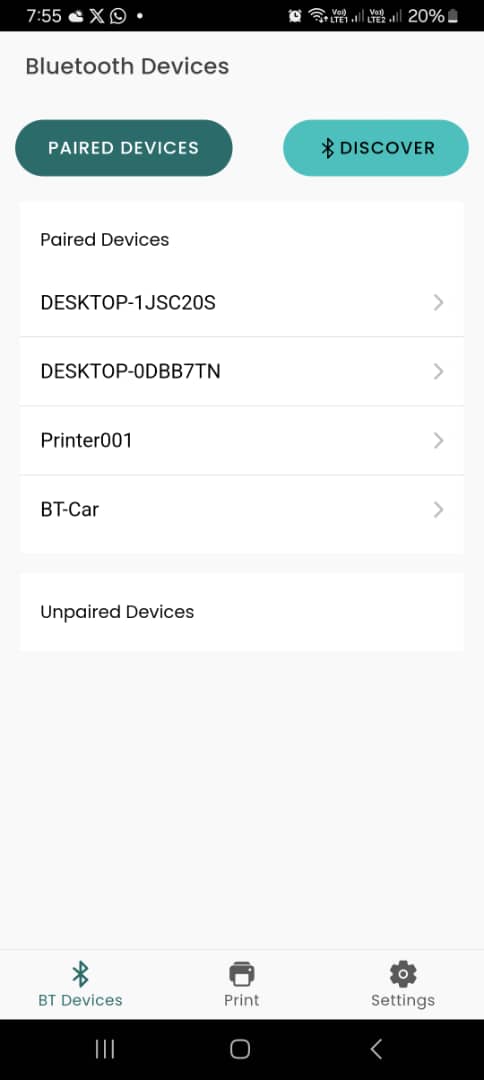 7:55
Vo)) LTE1 Vo)) LTE2 20%
Bluetooth Devices
PAIRED DEVICES DISCOVER
Paired Devices
DESKTOP-1JSC20S
DESKTOP-0DBB7TN
Printer001
BT-Car
Unpaired Devices
BT Devices Print Settings